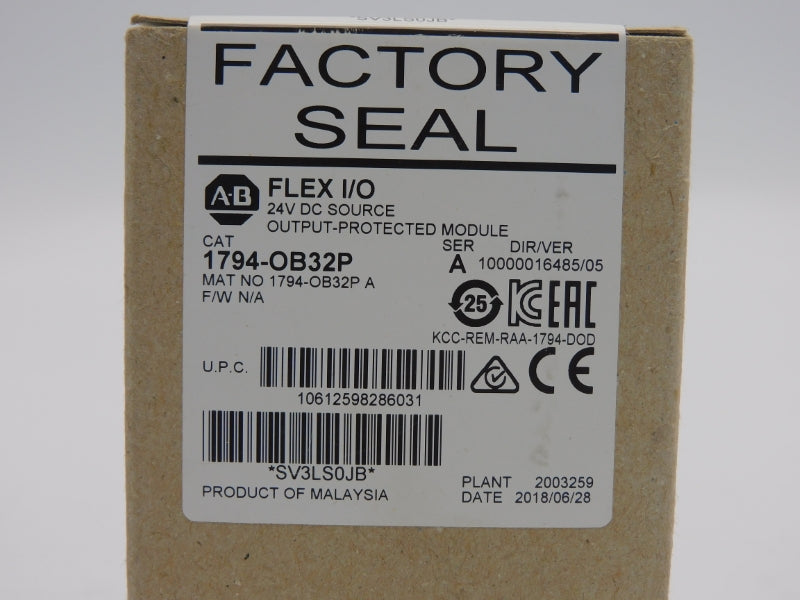 *SV3LS0JB*
FACTORY
SEAL
A-B FLEX I/O
24V DC SOURCE
OUTPUT-PROTECTED MODULE
CAT SER DIR/VER
1794-OB32P A 10000016485/05
MAT NO 1794-OB32P A
F/W N/A
25 KC EAC
KCC-REM-RAA-1794-DOD
U.P.C. CE
10612598286031
*SV3LS0JB*
PLANT 2003259
PRODUCT OF MALAYSIA DATE 2018/06/28